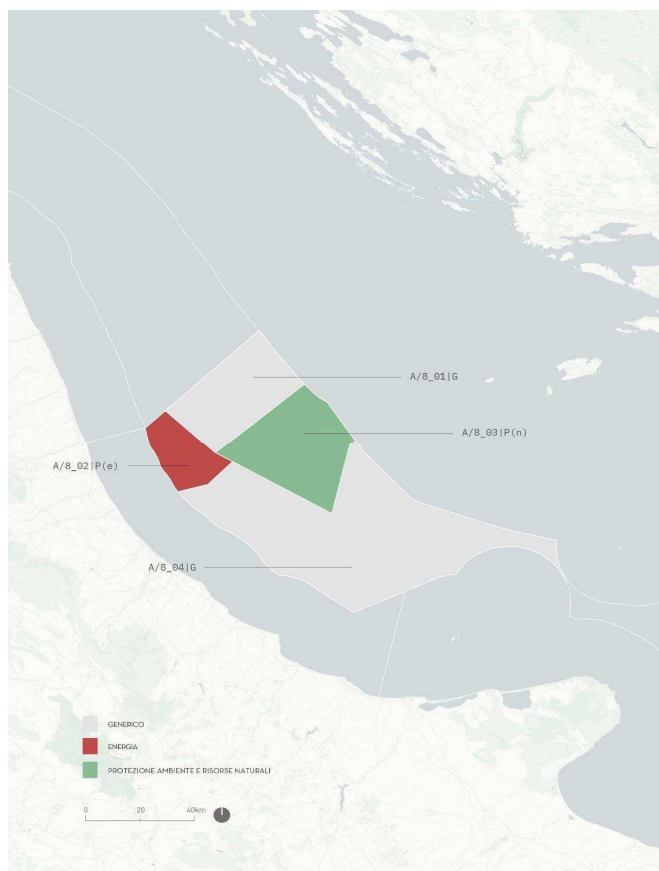 A/8_01|G
A/8_03|P(n)
A/8_02|P(e)
A/8_04|G
GENERICO
ENERGIA
PROTEZIONE AMBIENTE E RISORSE NATURALI
0 20 40km